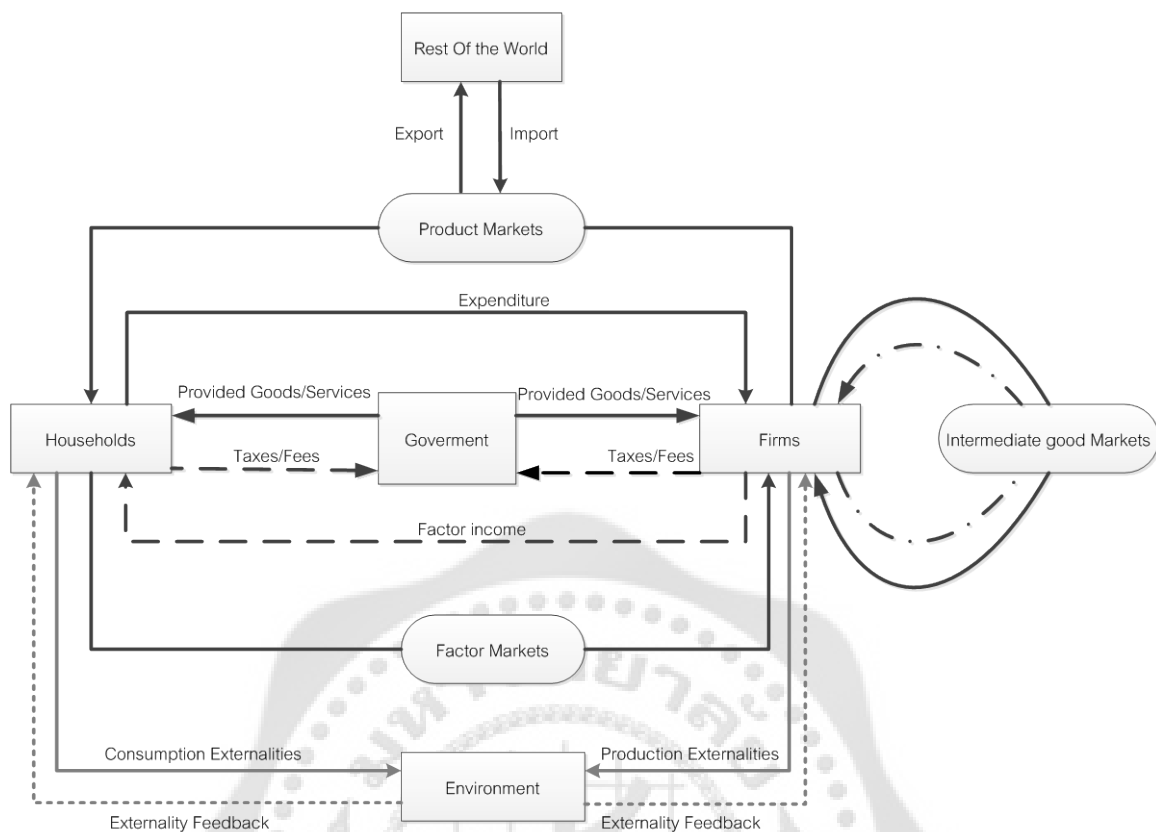 Rest Of the World
Export
Import
Product Markets
Expenditure
Provided Goods/Services
Provided Goods/Services
Households
Goverment
Firms
Intermediate good Markets
Taxes/Fees
Taxes/Fees
Factor income
Factor Markets
Consumption Externalities
Production Externalities
Environment
Externality Feedback
Externality Feedback